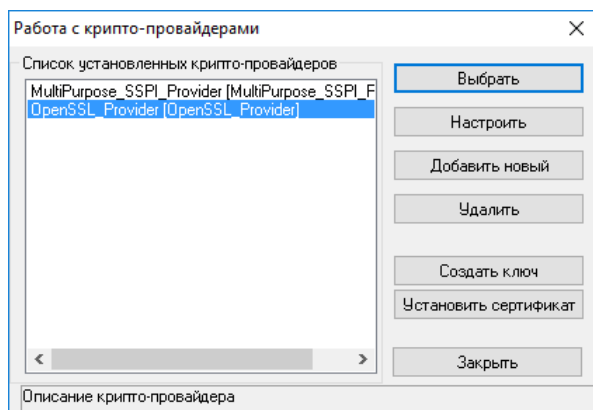 Работа с крипто-провайдерами
Список установленных крипто-провайдеров
MultiPurpose_SSPI_Provider [MultiPurpose_SSPI_F
OpenSSL_Provider [OpenSSL_Provider]
Выбрать
Настроить
Добавить новый
Удалить
Создать ключ
Установить сертификат
Закрыть
Описание крипто-провайдера